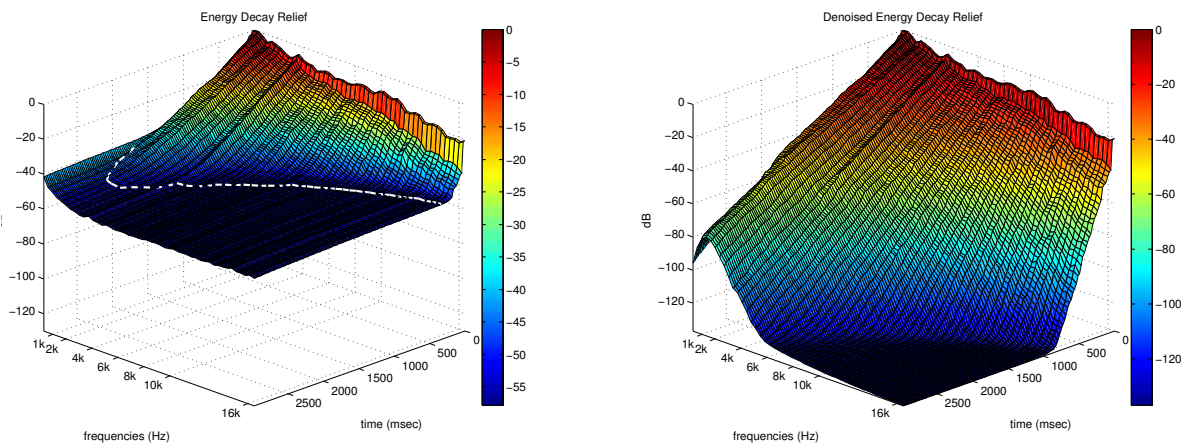 Energy Decay Relief
0
−20
−40
−60
−80
−100
−120
1k
2k
4k
6k
8k
10k
16k
frequencies (Hz)
0
500
1000
1500
2000
2500
time (msec)
0
−5
−10
−15
−20
−25
−30
−35
−40
−45
−50
−55
Denoised Energy Decay Relief
dB
0
−20
−40
−60
−80
−100
−120
1k
2k
4k
6k
8k
10k
16k
frequencies (Hz)
0
500
1000
1500
2000
2500
time (msec)
0
−20
−40
−60
−80
−100
−120